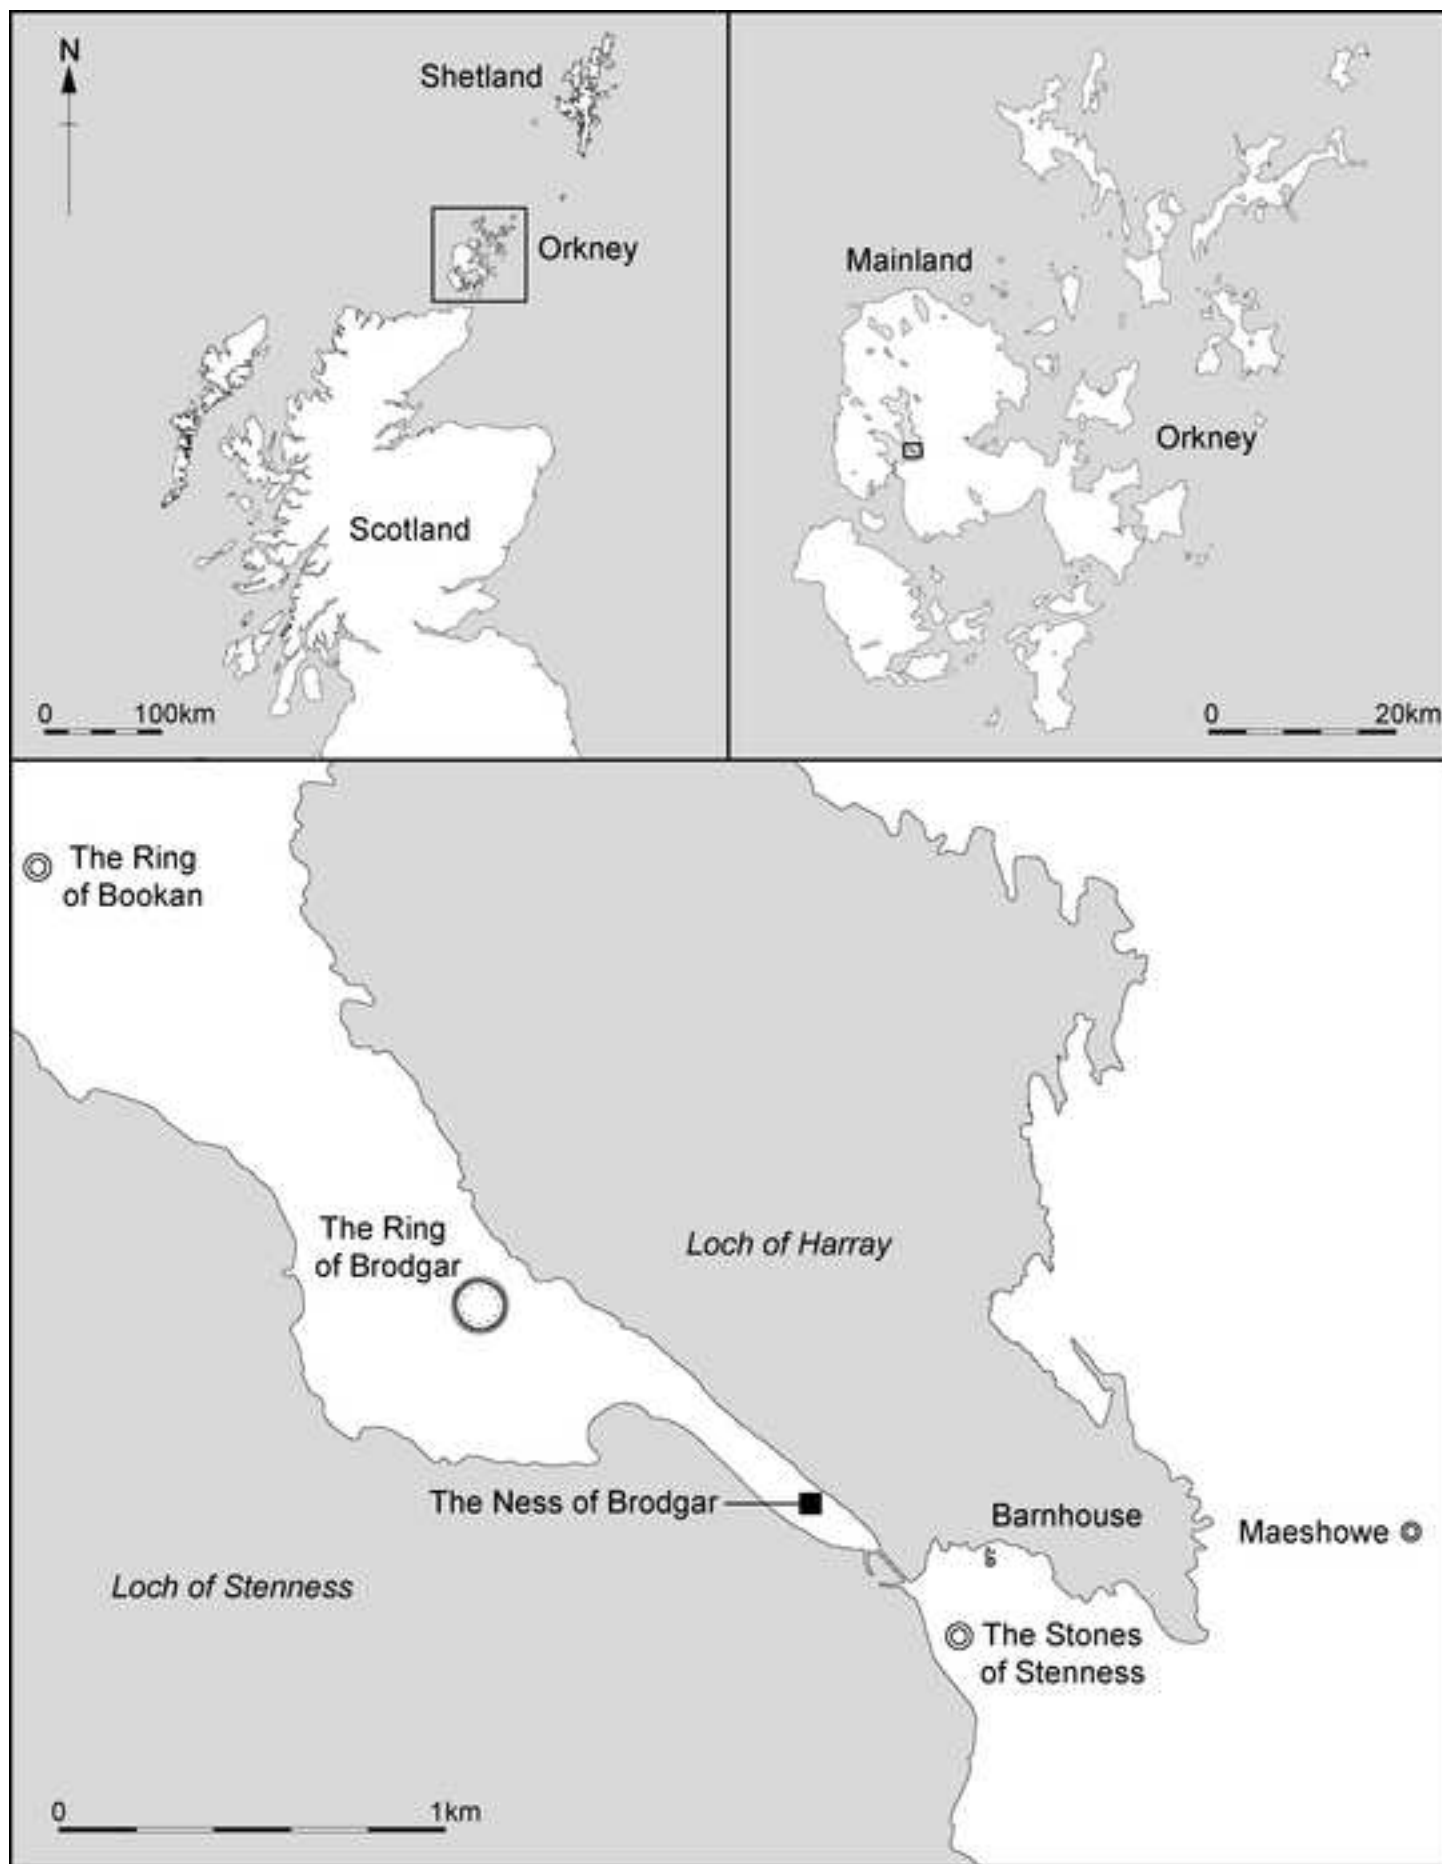 N
Shetland
Orkney
Scotland
0 100km
Mainland
Orkney
0 20km
The Ring
of Bookan
The Ring
of Brodgar
Loch of Harray
The Ness of Brodgar
Barnhouse
Maeshowe
Loch of Stenness
The Stones
of Stenness
0 1km